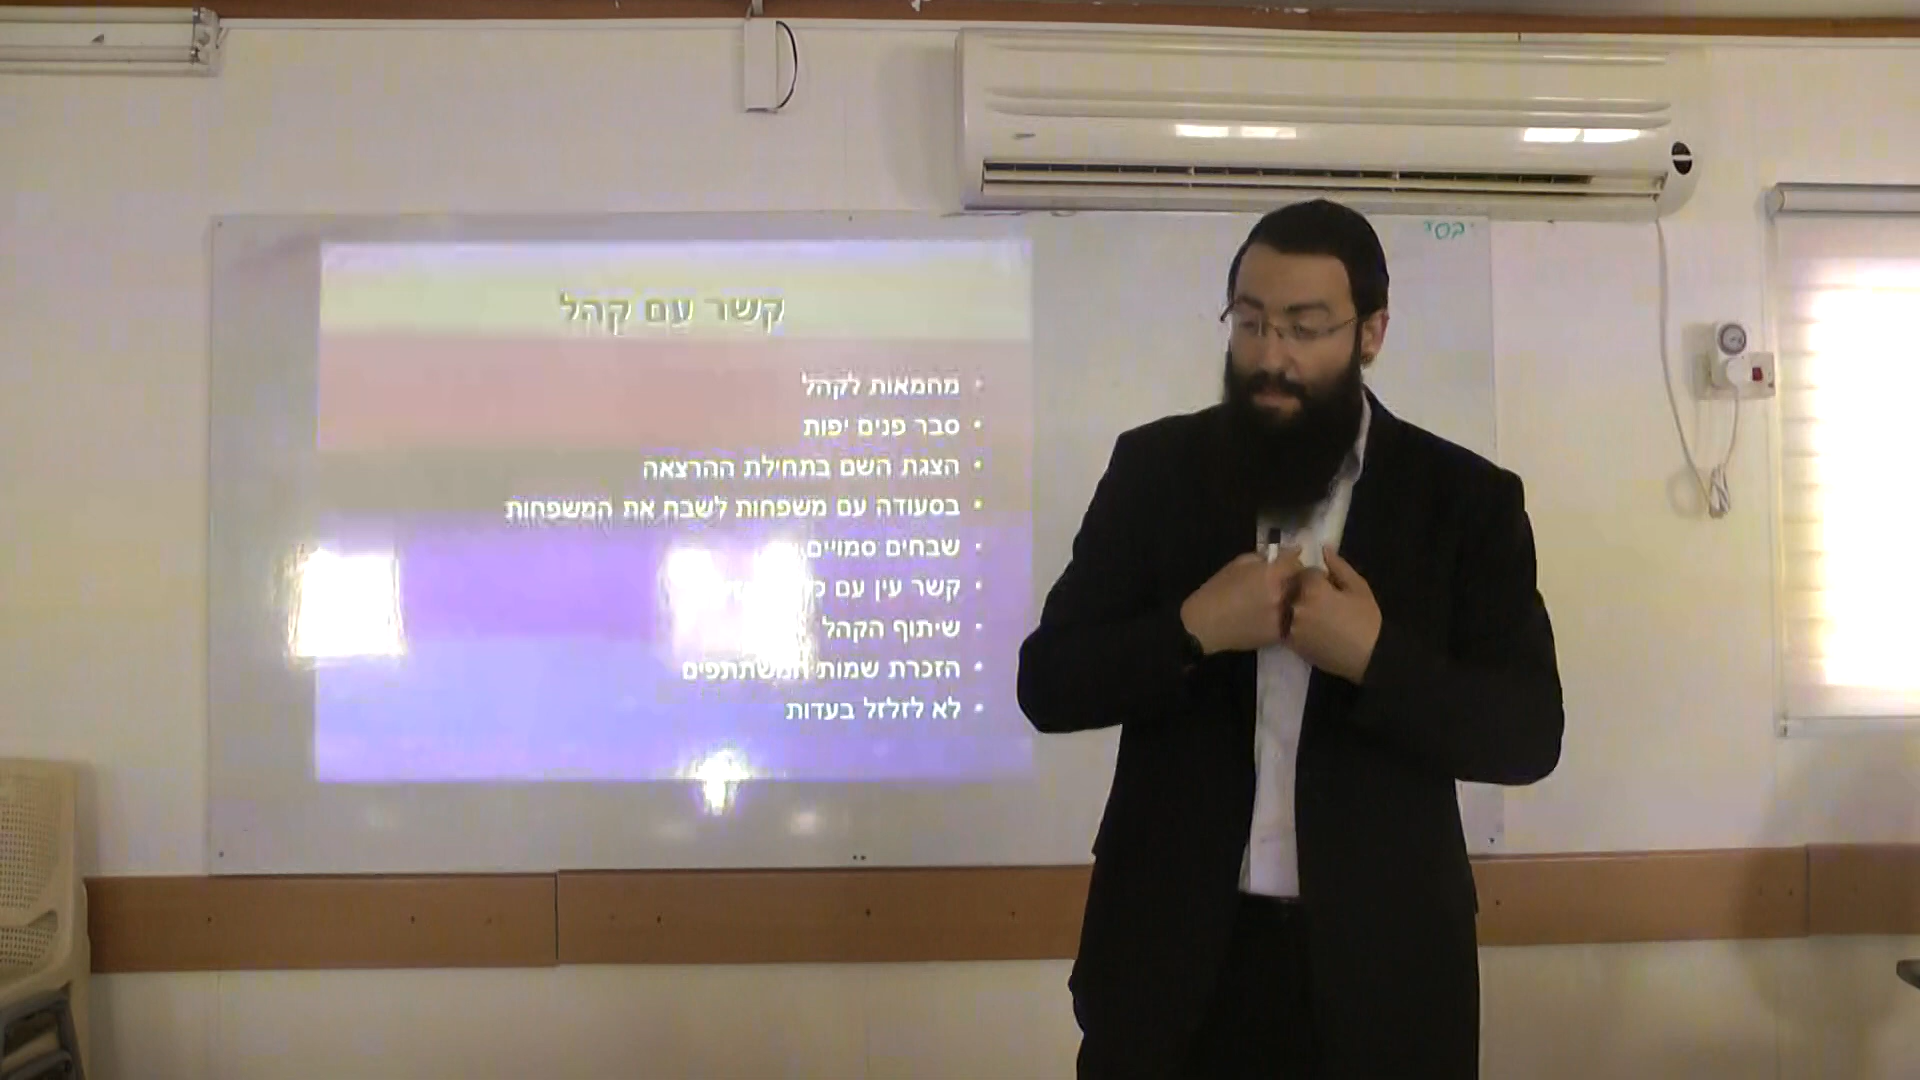 קשר עם קהל
• מחמאות לקהל
• סבר פנים יפות
• הצגת השם בתחילת ההרצאה
• בסעודה עם משפחות לשבח את המשפחות
• שבחים סמויים
• קשר עין עם
• שיתוף הקהל
• הזכרת שמות המשתתפים
• לא לזלזל בעדות